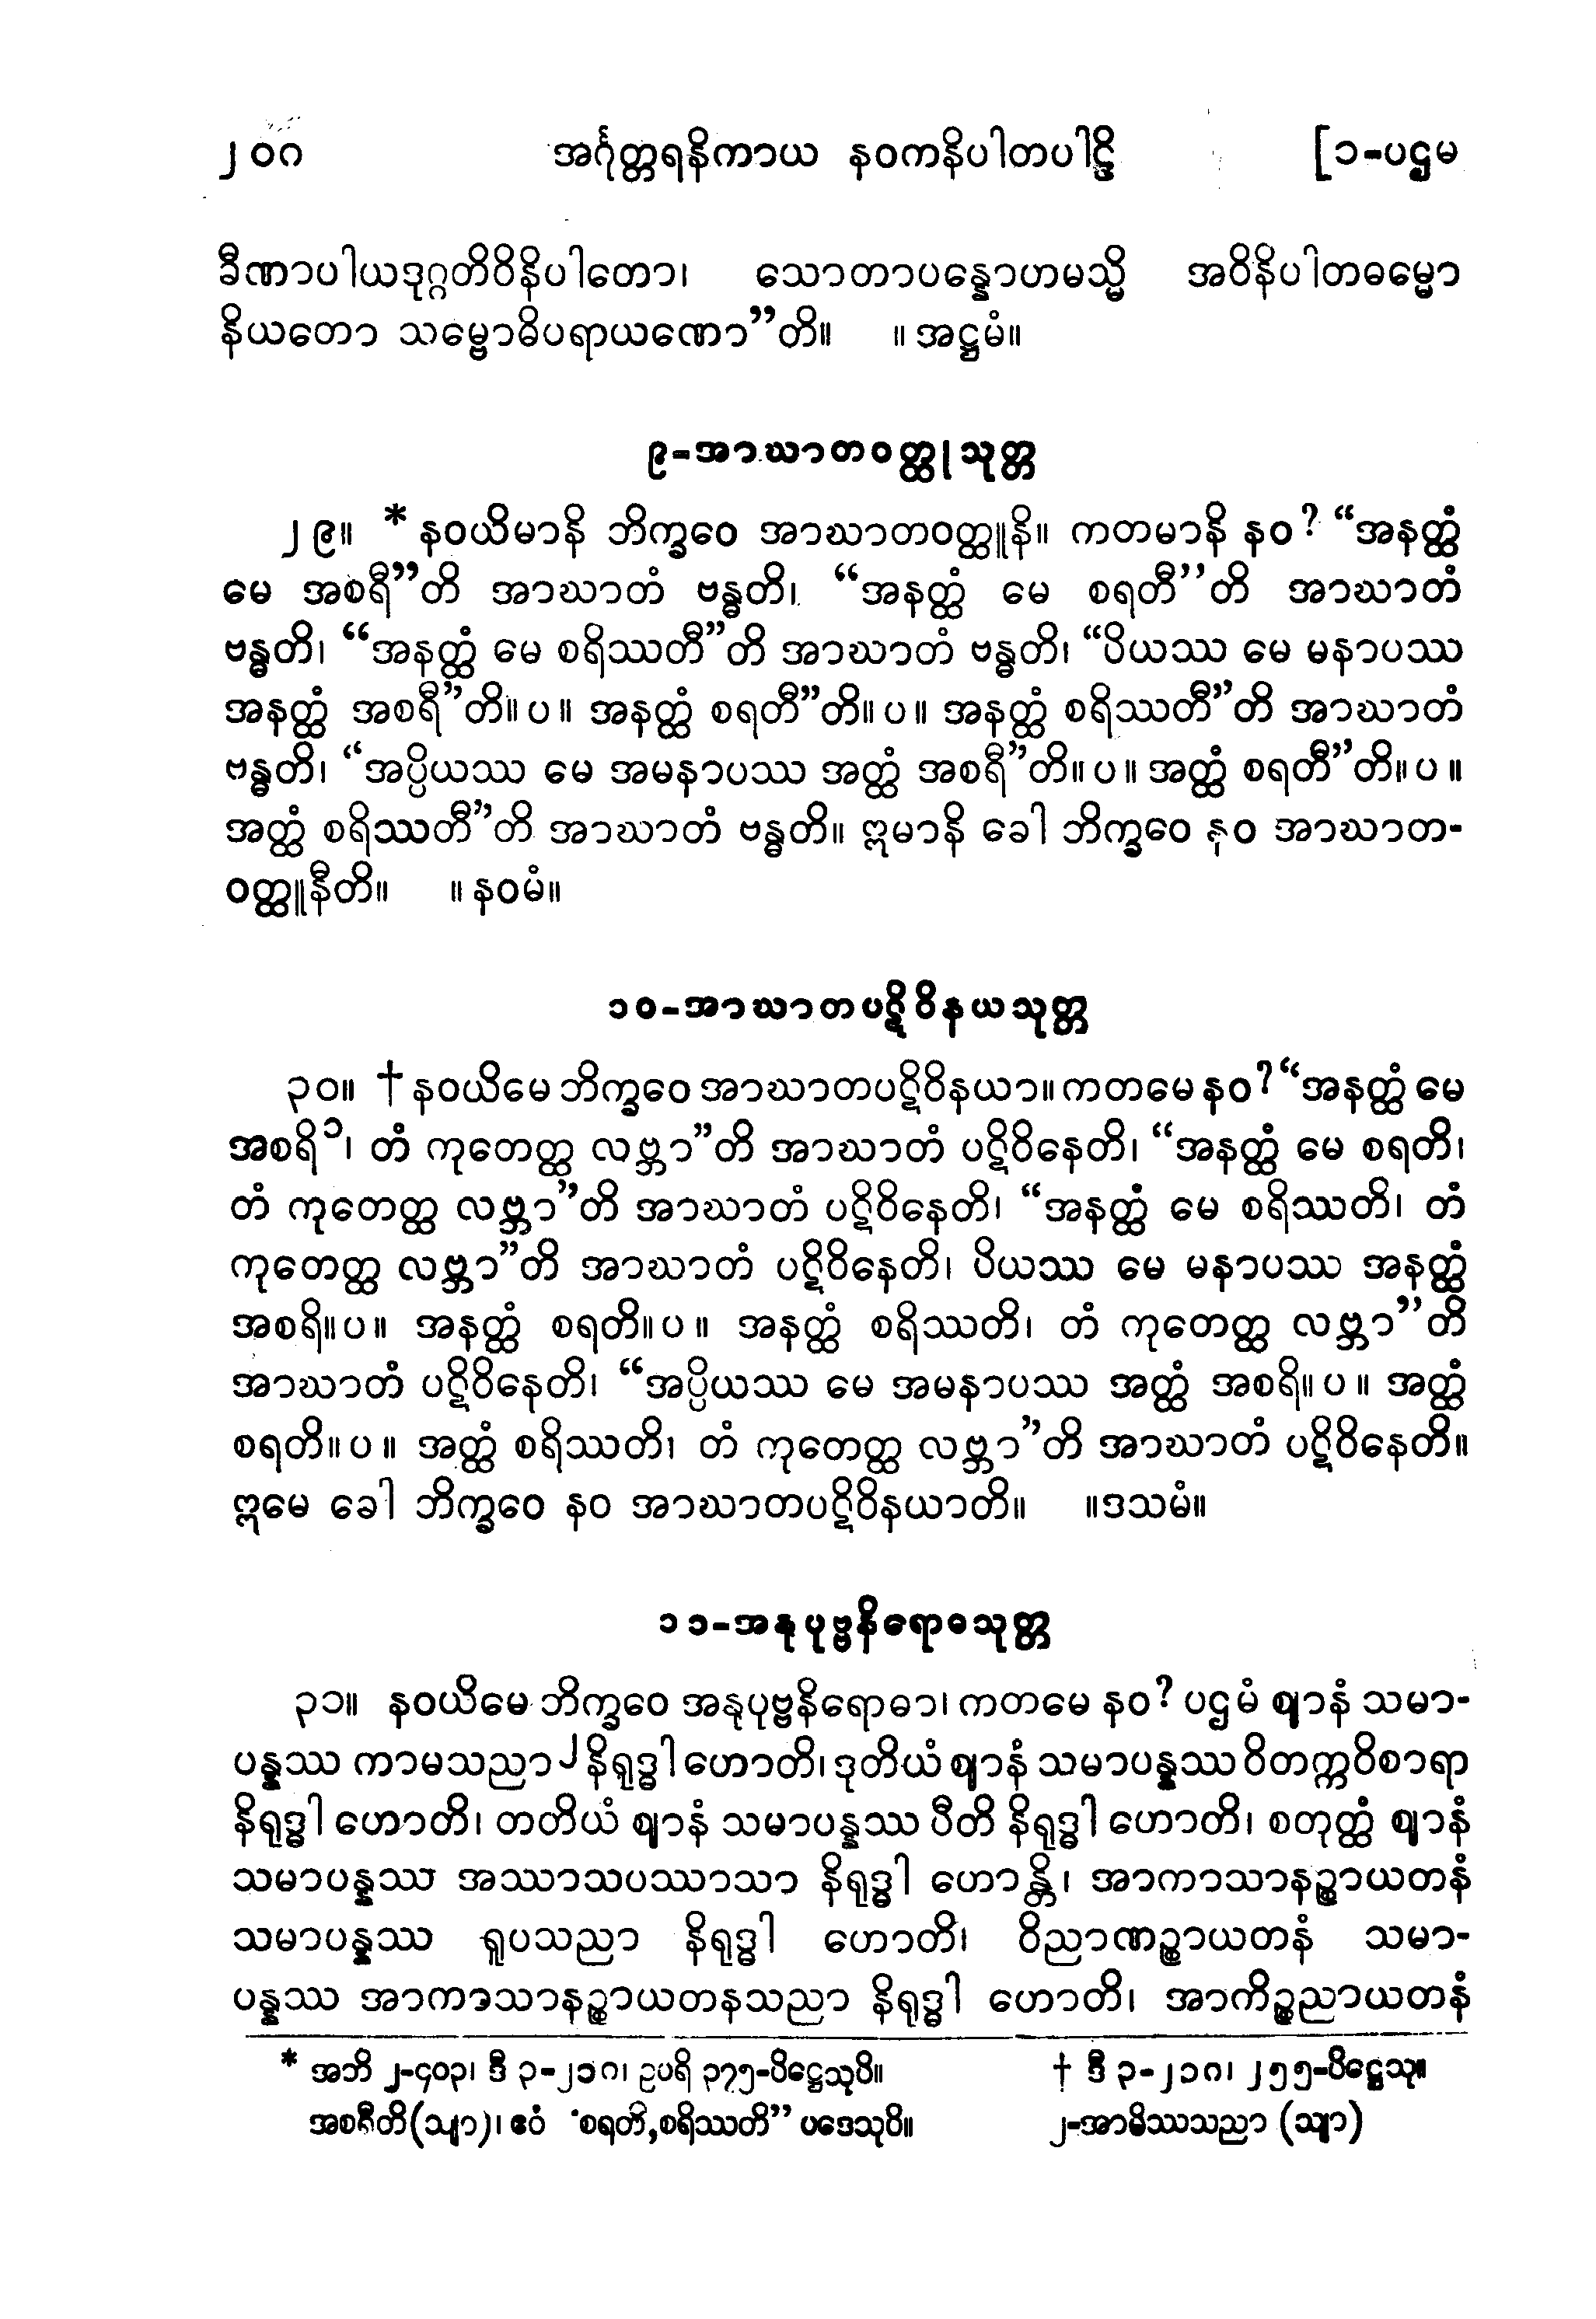 ၂၀ဂ အင်္ဂုတ္တရနိကာယ နဝကနိပါတပါဠိ [၁-ပဌမ
ခီဏာပါယဒုဂ္ဂတိဝိနိပါတော၊ သောတာပန္နောဟမသ္မိ အဝိနိပါတဓမ္မော
နိယတော သမ္ဗောဓိပရာယဏော”တိ။ ။ အဋ္ဌမံ။
၉-အာဃာတဝတ္ထုသုတ္တ
၂၉။ * နဝယိမာနိ ဘိက္ခဝေ အာဃာတဝတ္ထူနိ။ ကတမာနိ နဝ? “အနတ္ထံ
မေ အစရီ”တိ အာဃာတံ ဗန္ဓတိ၊ “အနတ္ထံ မေ စရတီ”တိ အာဃာတံ
ဗန္ဓတိ၊ “အနတ္ထံ မေ စရိဿတီ”တိ အာဃာတံ ဗန္ဓတိ၊ “ပိယဿ မေ မနာပဿ
အနတ္ထံ အစရီ”တိ။ပ။ အနတ္ထံ စရတီ”တိ။ပ။ အနတ္ထံ စရိဿတီ”တိ အာဃာတံ
ဗန္ဓတိ၊ “အပ္ပိယဿ မေ အမနာပဿ အတ္ထံ အစရီ”တိ။ပ။ အတ္ထံ စရတီ”တိ။ပ။
အတ္ထံ စရိဿတီ”တိ အာဃာတံ ဗန္ဓတိ။ ဣမာနိ ခေါ ဘိက္ခဝေ နဝ အာဃာတ-
ဝတ္ထူနီတိ။ ။ နဝမံ။
၁၀-အာဃာတပဋိဝိနယသုတ္တ
၃၀။ † နဝယိမေ ဘိက္ခဝေ အာဃာတပဋိဝိနယာ။ ကတမေ နဝ? “အနတ္ထံ မေ
အစရိ၁၊ တံ ကုတေတ္ထ လဗ္ဘာ”တိ အာဃာတံ ပဋိဝိနေတိ၊ “အနတ္ထံ မေ စရတိ၊
တံ ကုတေတ္ထ လဗ္ဘာ”တိ အာဃာတံ ပဋိဝိနေတိ၊ “အနတ္ထံ မေ စရိဿတိ၊ တံ
ကုတေတ္ထ လဗ္ဘာ”တိ အာဃာတံ ပဋိဝိနေတိ၊ ပိယဿ မေ မနာပဿ အနတ္ထံ
အစရိ။ပ။ အနတ္ထံ စရတိ။ပ။ အနတ္ထံ စရိဿတိ၊ တံ ကုတေတ္ထ လဗ္ဘာ”တိ
အာဃာတံ ပဋိဝိနေတိ၊ “အပ္ပိယဿ မေ အမနာပဿ အတ္ထံ အစရိ။ပ။ အတ္ထံ
စရတိ။ပ။ အတ္ထံ စရိဿတိ၊ တံ ကုတေတ္ထ လဗ္ဘာ”တိ အာဃာတံ ပဋိဝိနေတိ။
ဣမေ ခေါ ဘိက္ခဝေ နဝ အာဃာတပဋိဝိနယာတိ။ ။ဒသမံ။
၁၁-အနုပုဗ္ဗနိရောဓသုတ္တ
၃၁။ နဝယိမေ ဘိက္ခဝေ အနုပုဗ္ဗနိရောဓာ၊ ကတမေ နဝ? ပဌမံ ဈာနံ သမာ-
ပန္နဿ ကာမသညာ၂ နိရုဒ္ဓါ ဟောတိ၊ ဒုတိယံ ဈာနံ သမာပန္နဿ ဝိတက္ကဝိစာရာ
နိရုဒ္ဓါ ဟောတိ၊ တတိယံ ဈာနံ သမာပန္နဿ ပီတိ နိရုဒ္ဓါ ဟောတိ၊ စတုတ္ထံ ဈာနံ
သမာပန္နဿ အဿာသပဿာသာ နိရုဒ္ဓါ ဟောန္တိ၊ အာကာသာနဉ္စာယတနံ
သမာပန္နဿ ရူပသညာ နိရုဒ္ဓါ ဟောတိ၊ ဝိညာဏဉ္စာယတနံ သမာ-
ပန္နဿ အာကာသာနဉ္စာယတနသညာ နိရုဒ္ဓါ ဟောတိ၊ အာကိဉ္စညာယတနံ
* အဘိ ၂-၄၀၃၊ ဒီ ၃-၂၁ဂ၊ ဥပရိ ၃၇၅-ပိဋ္ဌေသုပိ။ † ဒီ ၃-၂၁ဂ၊ ၂၅၅-ပိဋ္ဌေသု။
အစရီတိ(သျာ)၊ ဧဝံ “စရတိ,စရိဿတိ” ပဒေသုပိ။ ၂-အာမိဿသညာ (သျာ)